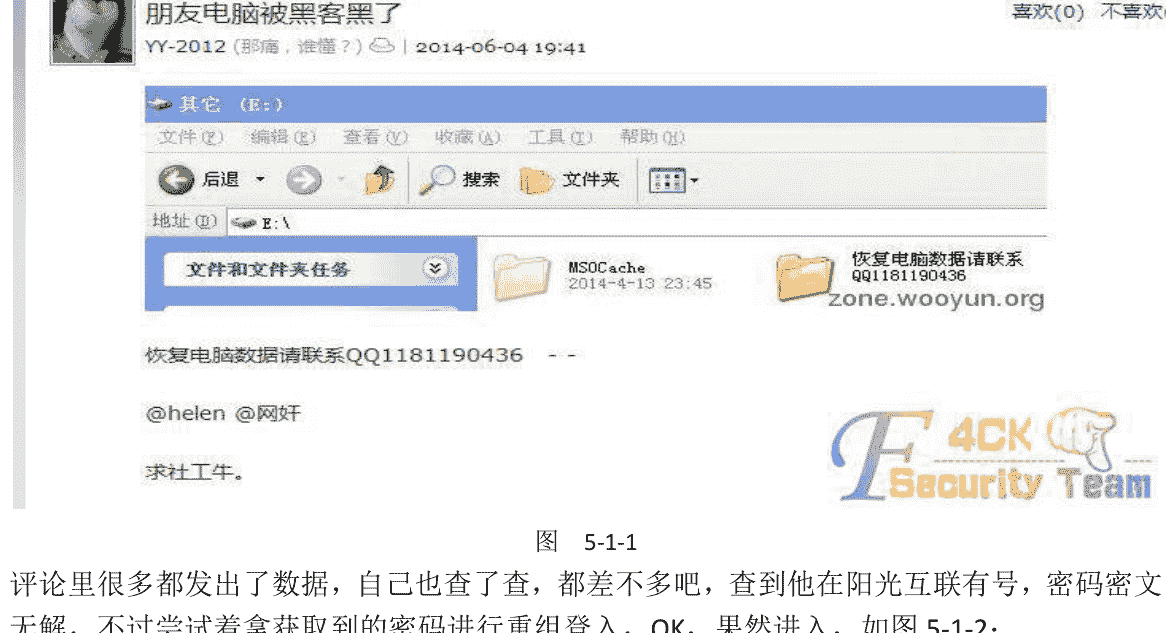 朋友电脑被黑客黑了
喜欢(0) 不喜欢
YY-2012 (那痛，谁懂？) | 2014-06-04 19:41
其它 (E:)
文件(F) 编辑(E) 查看(V) 收藏(A) 工具(T) 帮助(H)
后退 搜索 文件夹
地址(D) E:\
文件和文件夹任务
MSOCache
2014-4-13 23:45
恢复电脑数据请联系
QQ1181190436
zone.wooyun.org
恢复电脑数据请联系QQ1181190436 - -
@helen @网奸
求社工牛。
F4CK
Security Team
图 5-1-1
评论里很多都发出了数据，自己也查了查，都差不多吧，查到他在阳光互联有号，密码密文
无解，不过尝试着拿获取到的密码进行重组登入，OK，果然进入，如图 5-1-2：